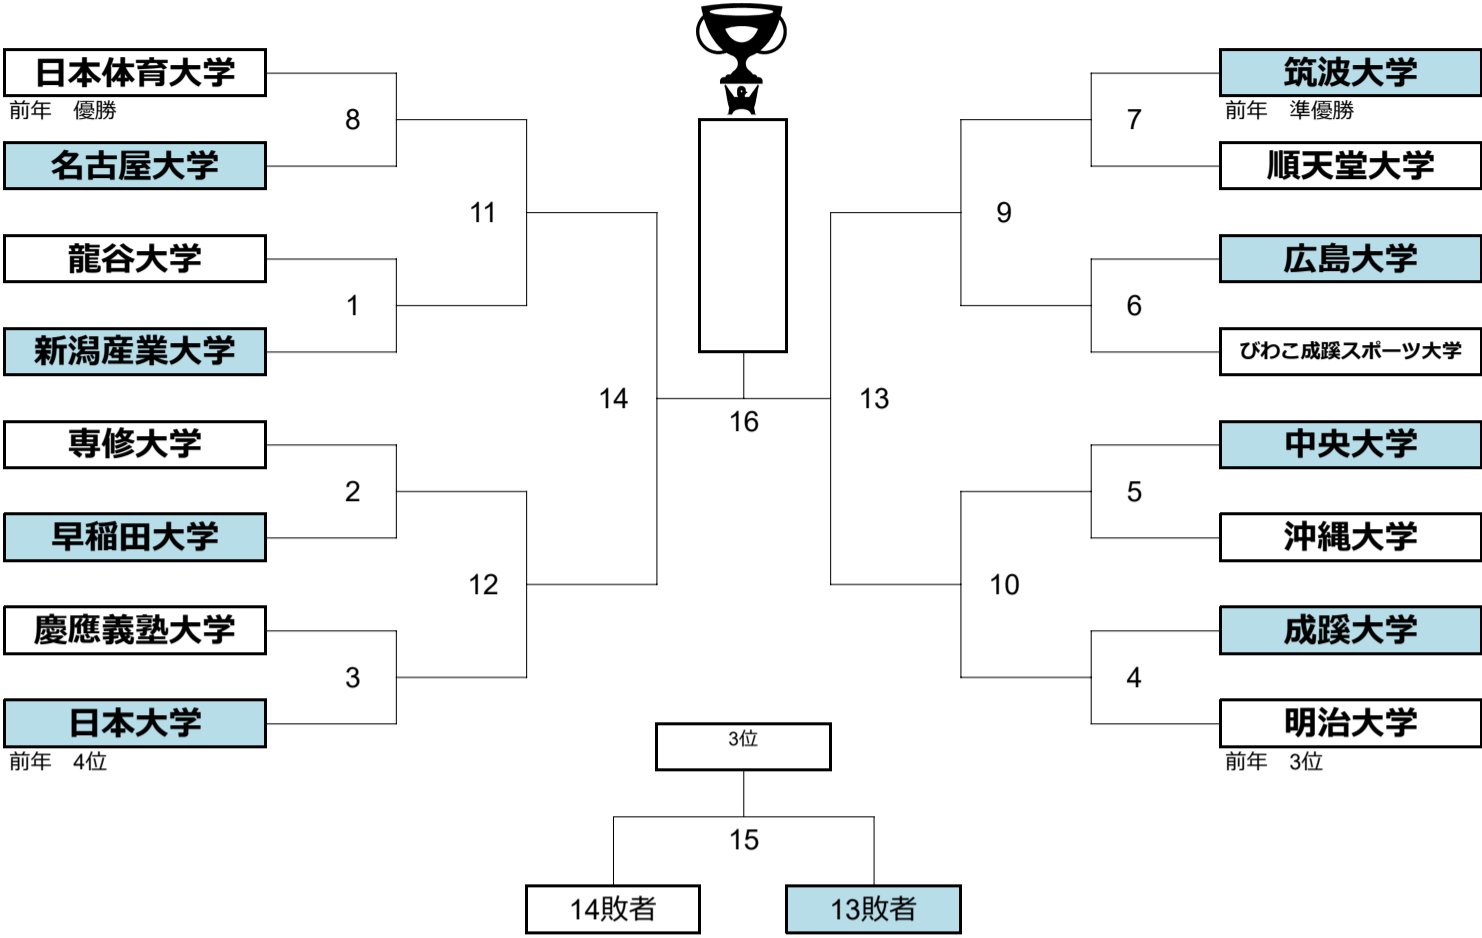 日本体育大学
前年 優勝
8
名古屋大学
11
龍谷大学
1
新潟産業大学
14
専修大学
2
早稲田大学
12
慶應義塾大学
3
日本大学
前年 4位
16
筑波大学
前年 準優勝
7
順天堂大学
9
広島大学
6
びわこ成蹊スポーツ大学
13
中央大学
5
沖縄大学
10
成蹊大学
4
明治大学
前年 3位
3位
15
14敗者
13敗者